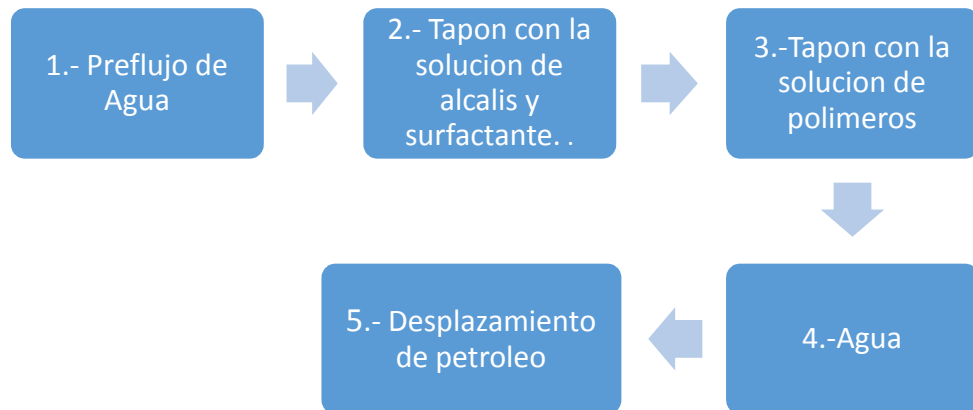 1.- Preflujo de
Agua
2.- Tapon con la
solucion de
alcalis y
surfactante. .
3.-Tapon con la
solucion de
polimeros
4.-Agua
5.- Desplazamiento
de petroleo